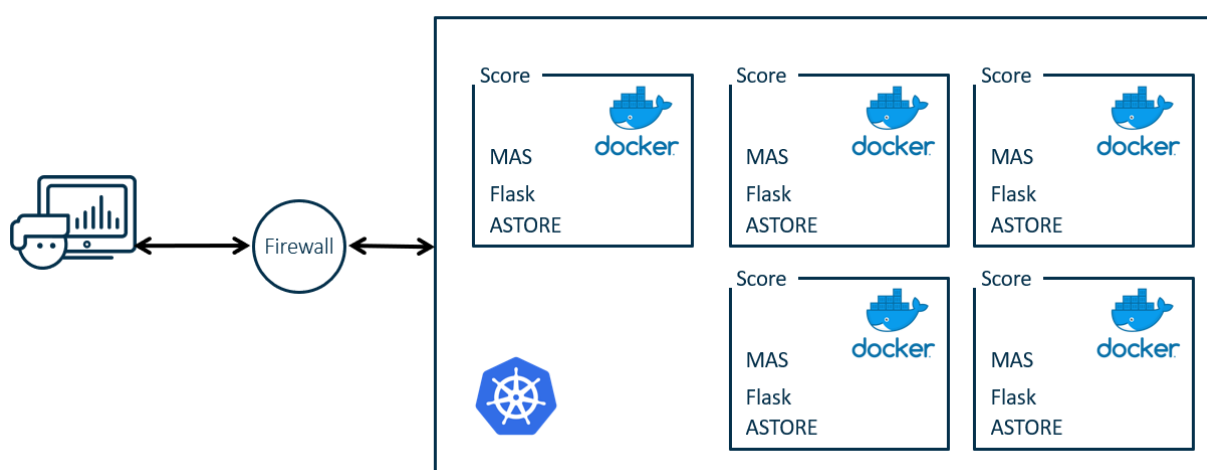 Score
docker
MAS
Flask
ASTORE
Score
docker
MAS
Flask
ASTORE
Score
docker
MAS
Flask
ASTORE
Firewall
Score
docker
MAS
Flask
ASTORE
Score
docker
MAS
Flask
ASTORE